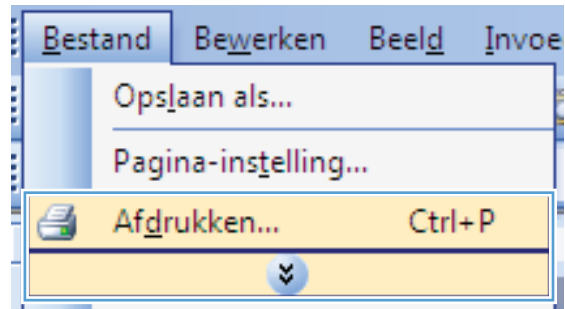 Bestand Bewerken Beeld Invoe
Opslaan als...
Pagina-instelling...
Afdrukken... Ctrl+P